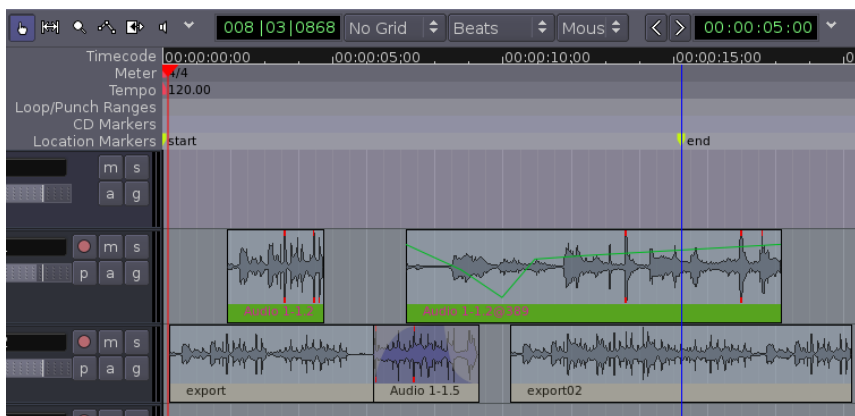 008|03|0868 No Grid Beats Mous 00:00:05:00
Timecode 00:00:00:00 00:00:05:00 00:00:10:00 00:00:15:00
Meter 4/4
Tempo 120.00
Loop/Punch Ranges
CD Markers
Location Markers start end
m s
a g
m s
p a g
Audio 1-1.2 Audio 1-1.2@389
m s
p a g
export Audio 1-1.5 export02